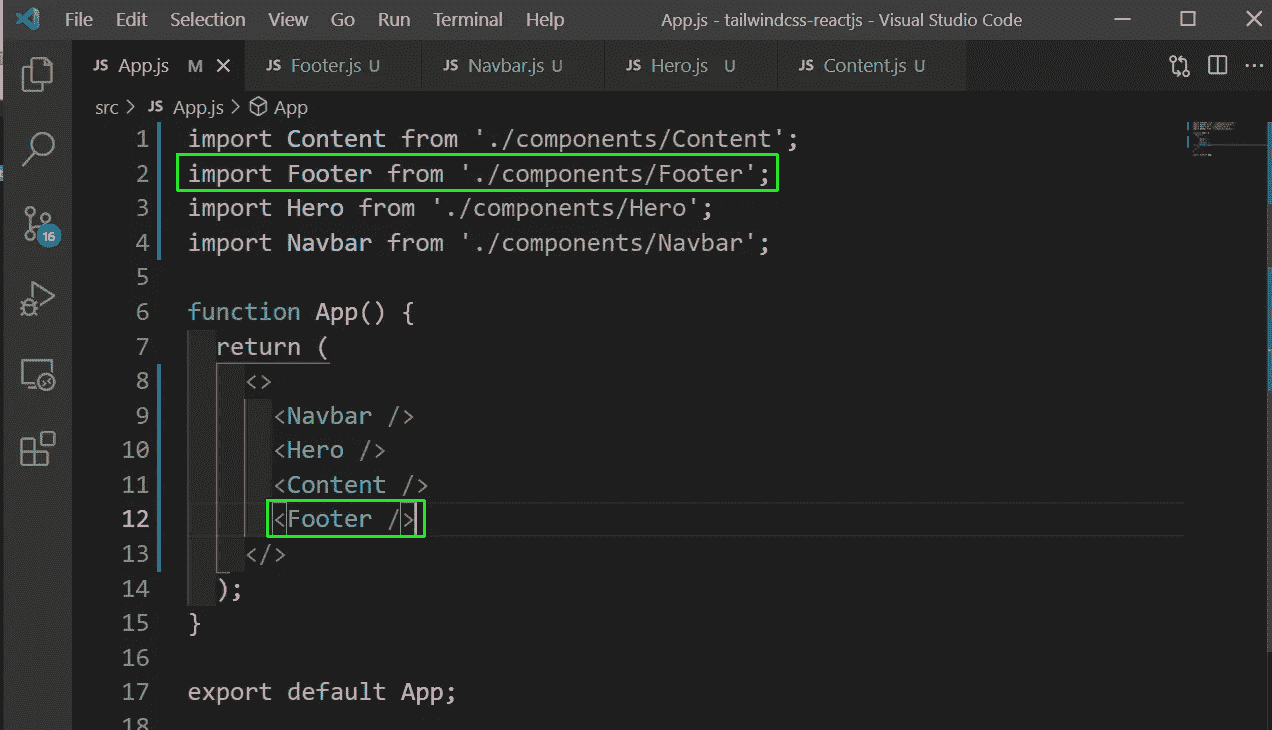 File Edit Selection View Go Run Terminal Help App.js - tailwindcss-reactjs - Visual Studio Code
JS App.js M JS Footer.js U JS Navbar.js U JS Hero.js U JS Content.js U
src > JS App.js > App
1 import Content from './components/Content';
2 import Footer from './components/Footer';
3 import Hero from './components/Hero';
4 import Navbar from './components/Navbar';
5
6 function App() {
7 return (
8 <>
9 <Navbar />
10 <Hero />
11 <Content />
12 <Footer />
13 </>
14 );
15 }
16
17 export default App;
18
16